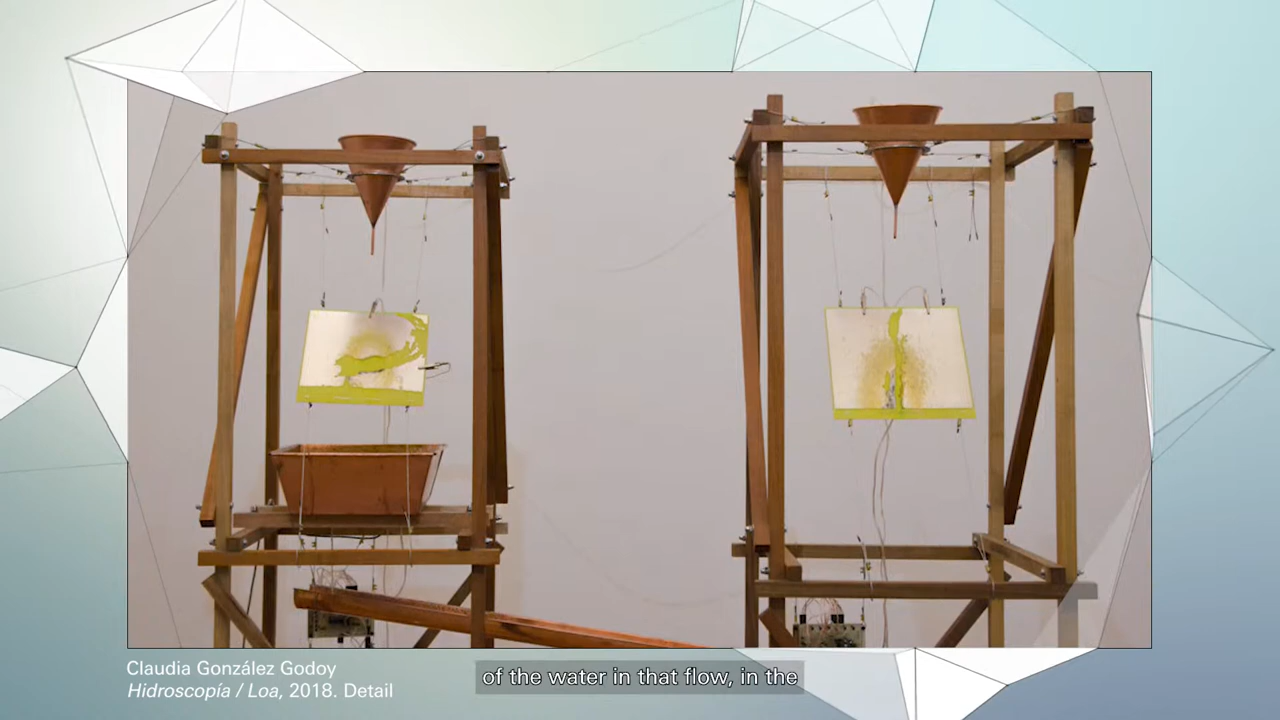 Claudia González Godoy
Hidroscopía / Loa, 2018. Detail
of the water in that flow, in the